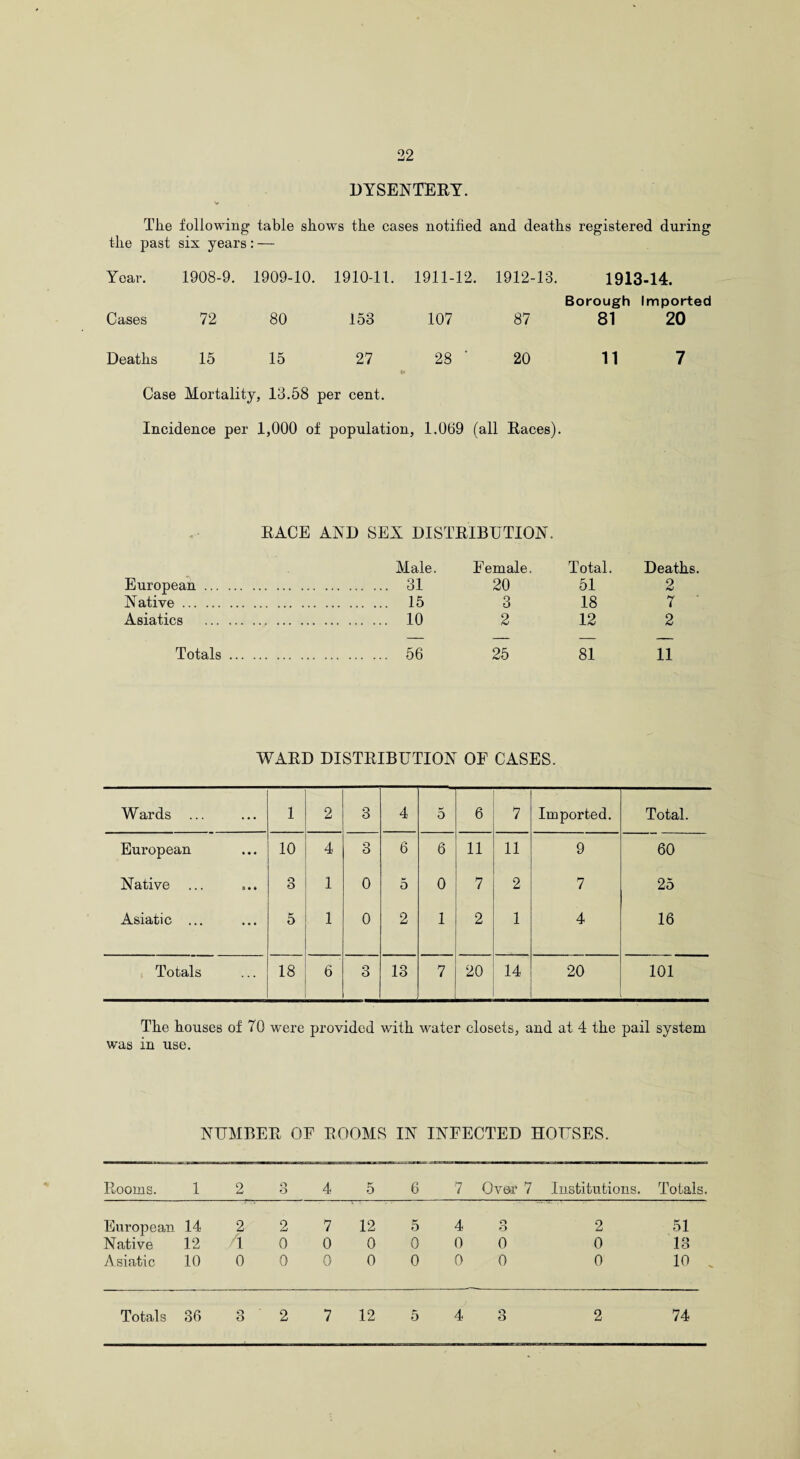 22
DYSENTERY.
The following table shows the cases notified and deaths registered during
the past six years: —
Year. 1908-9. 1909-10. 1910-11. 1911-12. 1912-13. 1913-14.
Borough Imported
Cases 72 80 153 107 87 81 20
Deaths 15 15 27 28 20 11 7
Case Mortality, 13.58 per cent.
Incidence per 1,000 of population, 1.069 (all Races).
RACE AND SEX DISTRIBUTION.
Male. Female. Total. Deaths.
European ... ... ... ... ... ... ... ... 31 20 51 2
Native ... ... ... ... ... ... ... ... 15 3 18 7
Asiatics ... ... ... ... ... ... ... ... 10 2 12 2
Totals ... ... ... ... ... ... ... 56 25 81 11
WARD DISTRIBUTION OF CASES.
Wards ... ... 1 2 3 4 5 6 7 Imported. Total.
European ... 10 4 3 6 6 11 11 9 60
Native ... ... 3 1 0 5 0 7 2 7 25
Asiatic ... ... 5 1 0 2 1 2 1 4 16
Totals ... 18 6 3 13 7 20 14 20 101
The houses of 70 were provided with water closets, and at 4 the pail system
was in use.
NUMBER OF ROOMS IN INFECTED HOUSES.
Rooms. 1 2 3 4 5 6 7 Over 7 Institutions. Totals.
European 14 2 2 7 12 5 4 3 2 51
Native 12 1 0 0 0 0 0 0 0 13
Asiatic 10 0 0 0 0 0 0 0 0 10
Totals 36 3 2 7 12 5 4 3 2 74